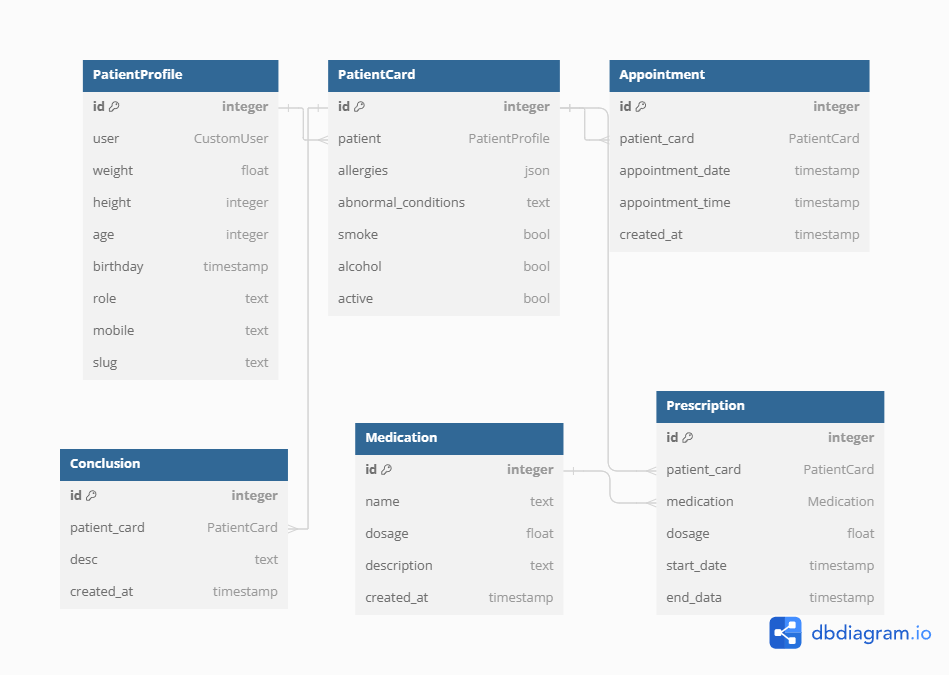 PatientProfile
id integer
user CustomUser
weight float
height integer
age integer
birthday timestamp
role text
mobile text
slug text
PatientCard
id integer
patient PatientProfile
allergies json
abnormal_conditions text
smoke bool
alcohol bool
active bool
Appointment
id integer
patient_card PatientCard
appointment_date timestamp
appointment_time timestamp
created_at timestamp
Conclusion
id integer
patient_card PatientCard
desc text
created_at timestamp
Medication
id integer
name text
dosage float
description text
created_at timestamp
Prescription
id integer
patient_card PatientCard
medication Medication
dosage float
start_date timestamp
end_data timestamp
dbdiagram.io